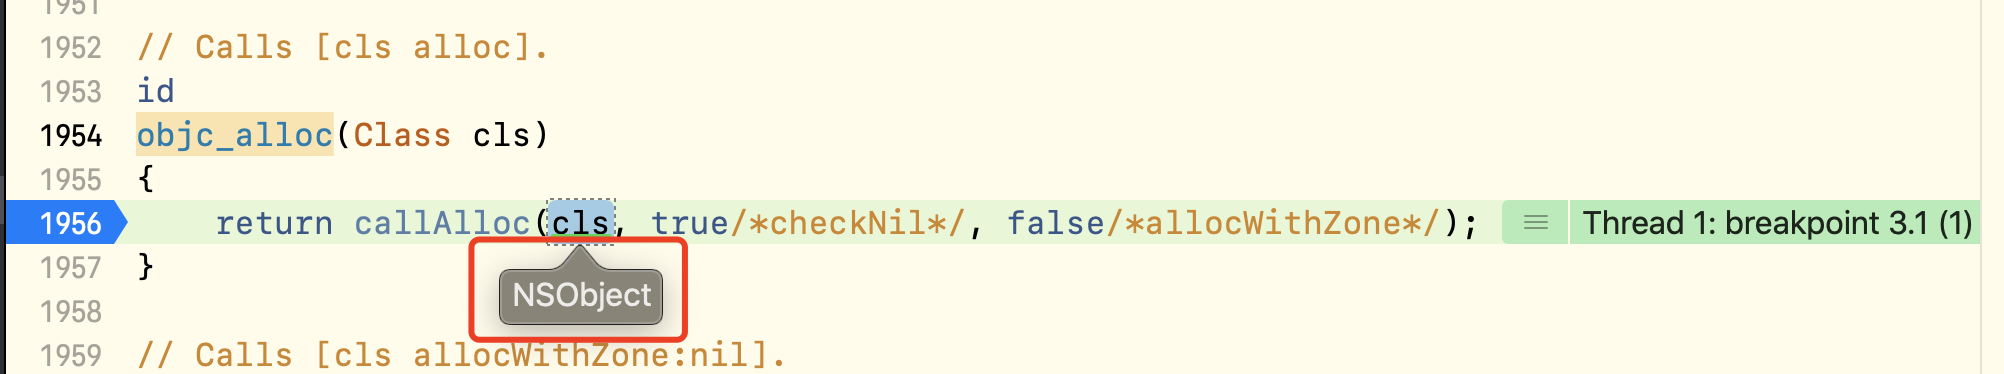 1951
1952 // Calls [cls alloc].
1953 id
1954 objc_alloc(Class cls)
1955 {
1956 return callAlloc(cls, true/*checkNil*/, false/*allocWithZone*/); Thread 1: breakpoint 3.1 (1)
1957 }
NSObject
1958
1959 // Calls [cls allocWithZone:nil].